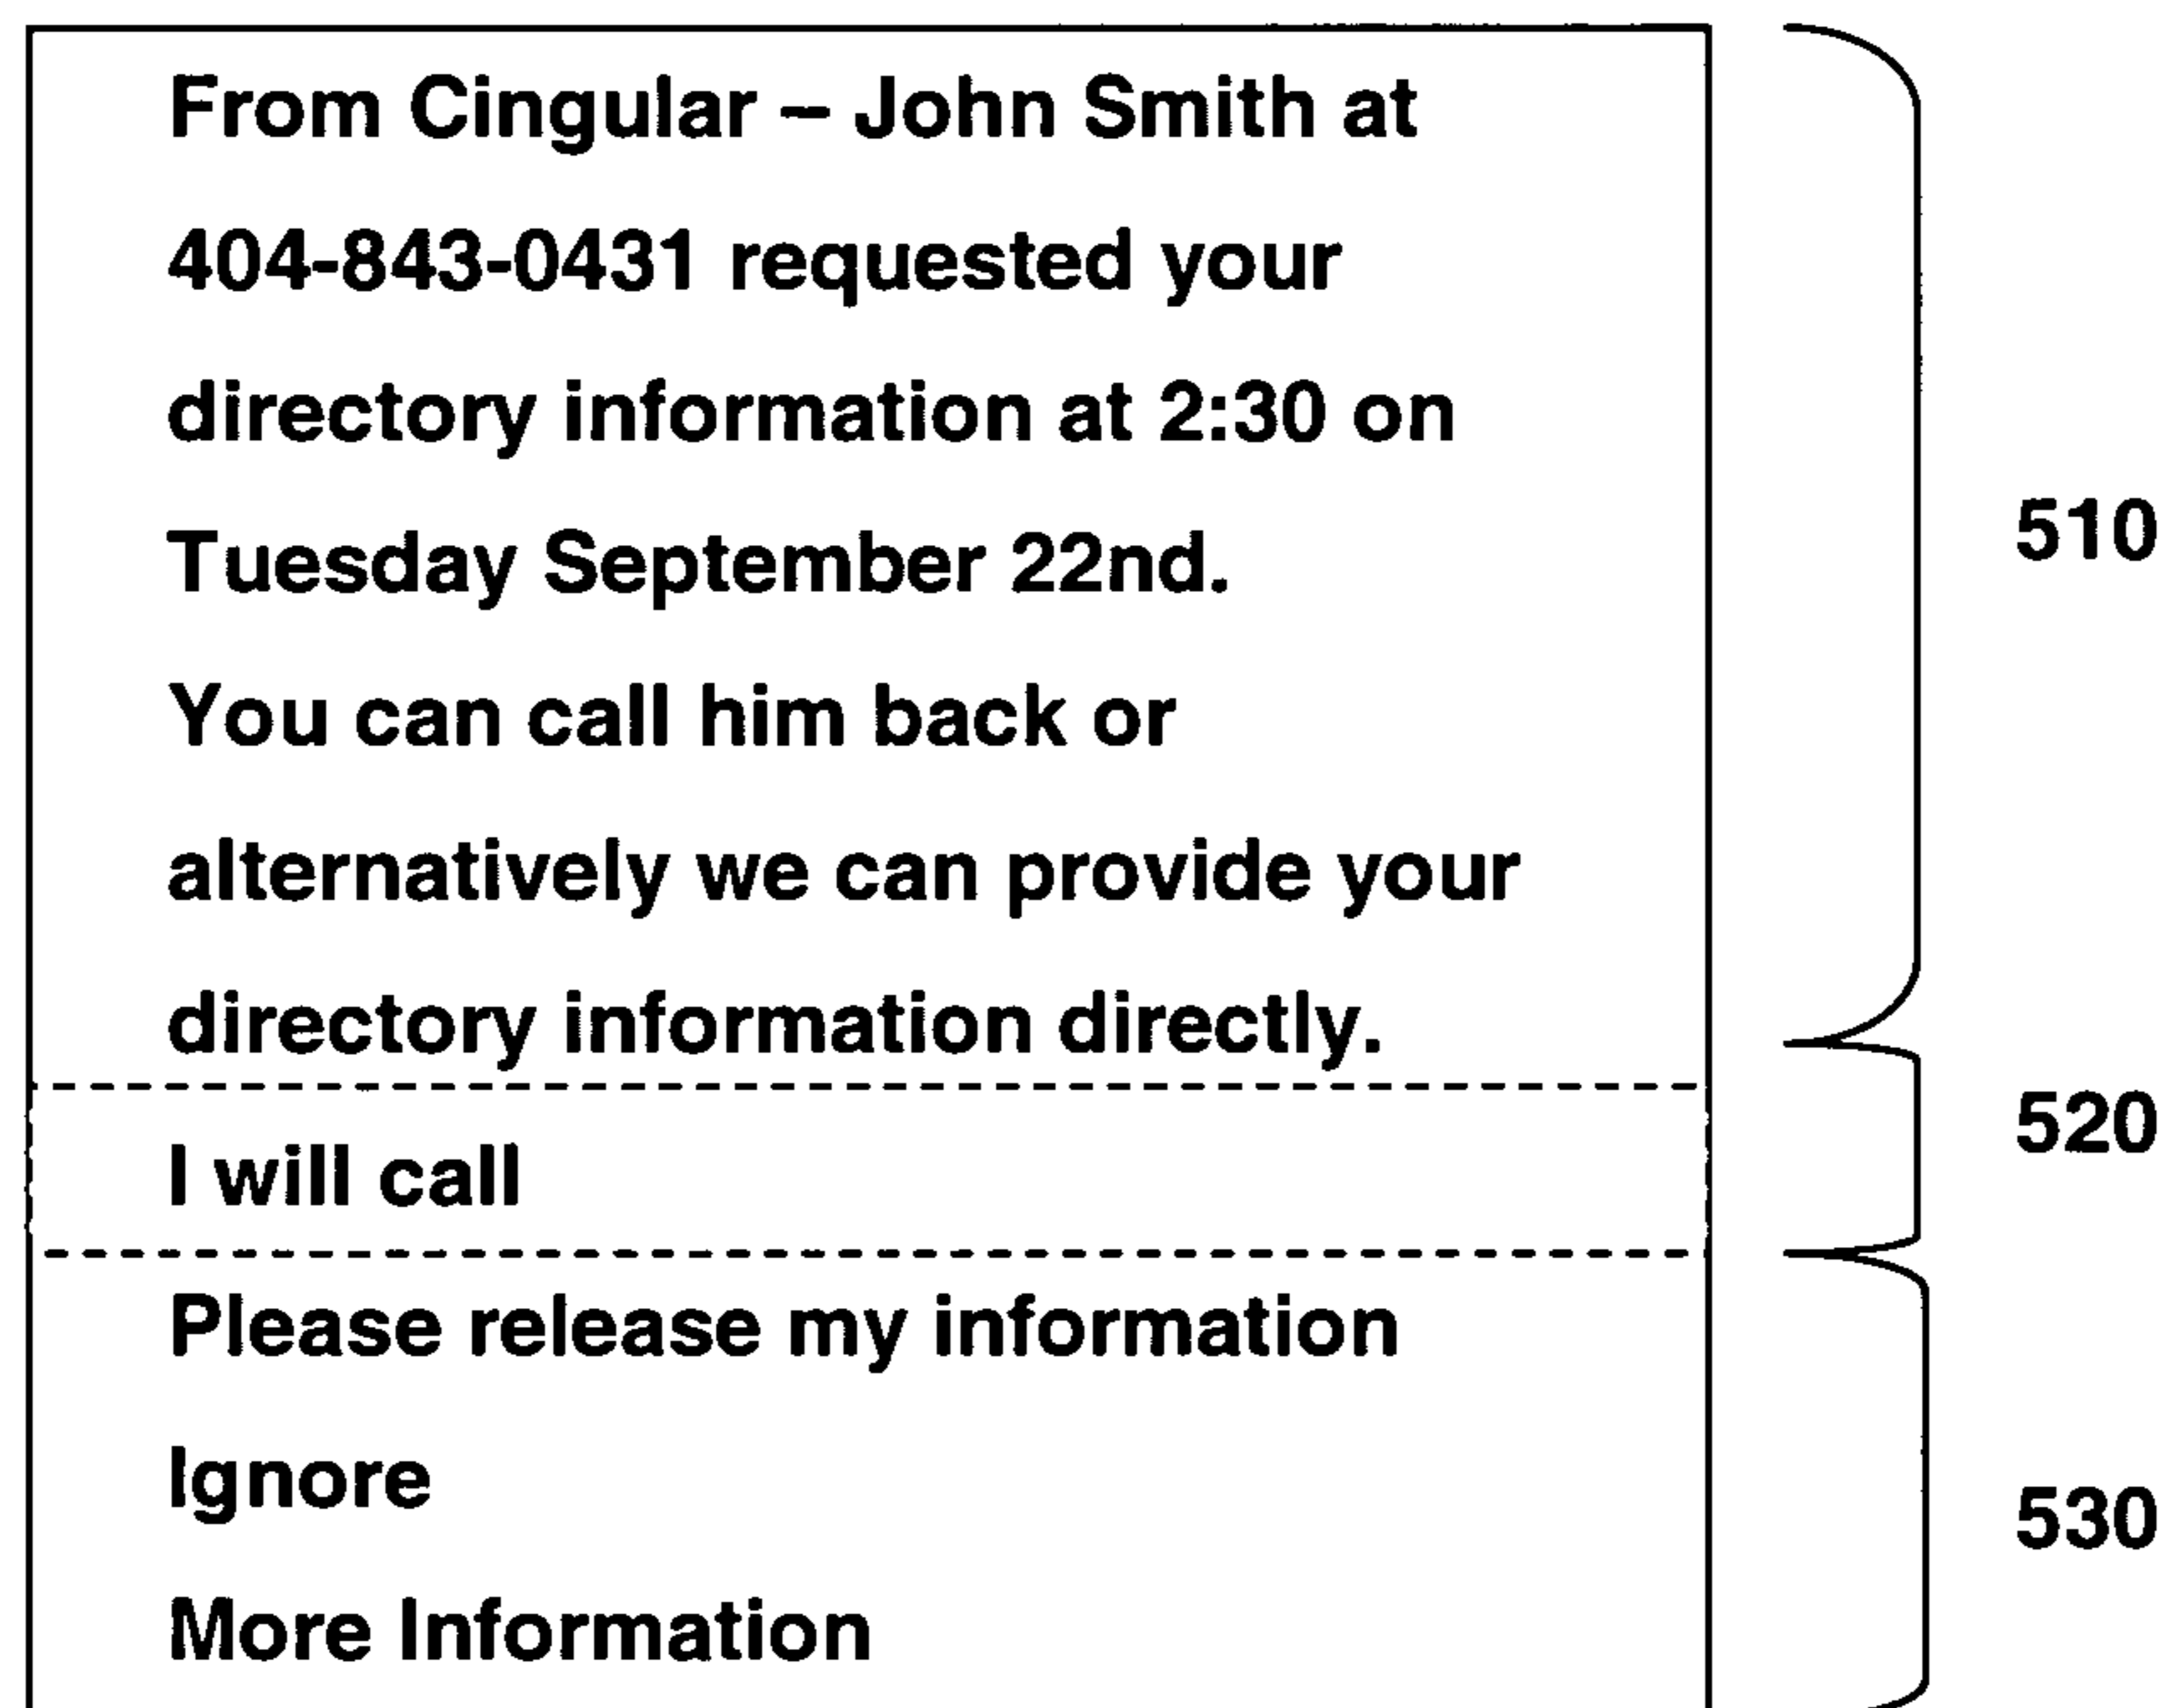 From Cingular – John Smith at
404-843-0431 requested your
directory information at 2:30 on
Tuesday September 22nd.
You can call him back or
alternatively we can provide your
directory information directly.
510
I will call
520
Please release my information
Ignore
More Information
530